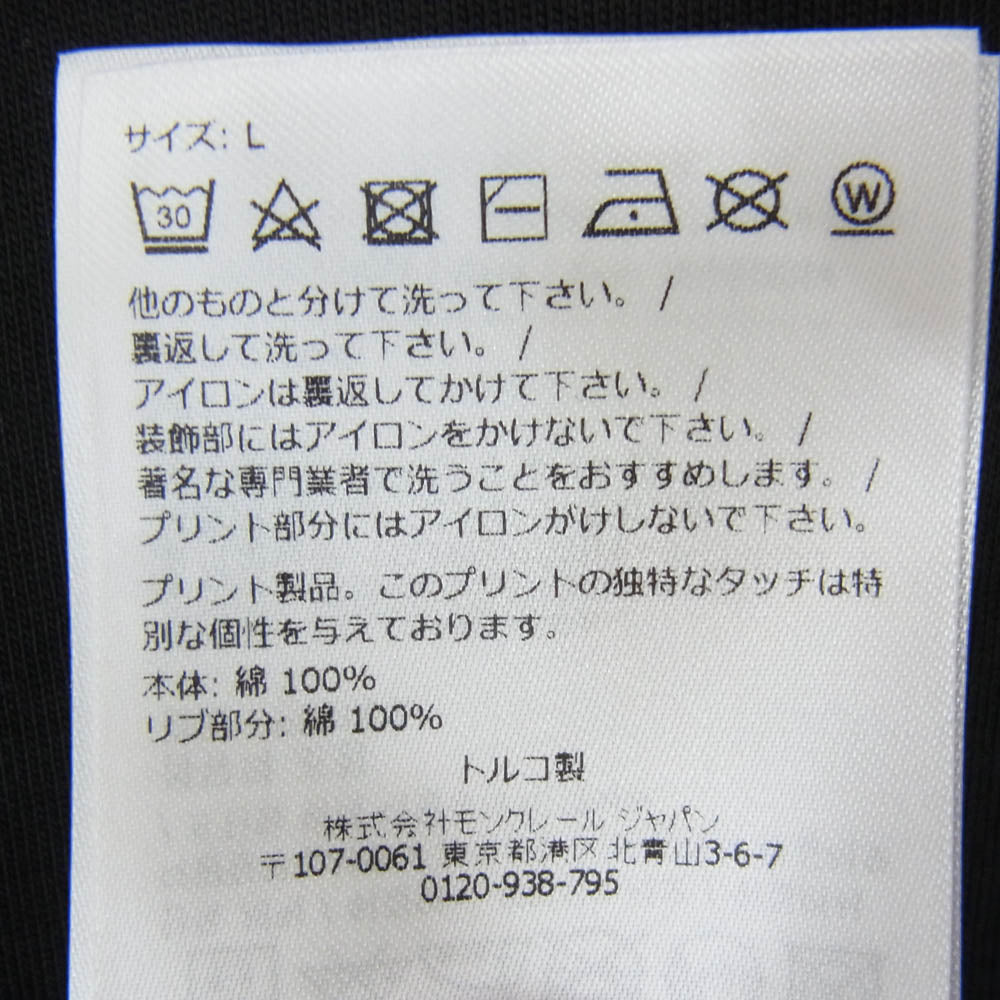 サイズ: L
30 W
他のものと分けて洗って下さい。 /
裏返して洗って下さい。 /
アイロンは裏返してかけて下さい。 /
装飾部にはアイロンをかけないで下さい。 /
著名な専門業者で洗うことをおすすめします。 /
プリント部分にはアイロンがけしないで下さい。
プリント製品。このプリントの独特なタッチは特
別な個性を与えております。
本体: 綿 100%
リブ部分: 綿 100%
トルコ製
株式会社モンクレール ジャパン
〒107-0061 東京都港区北青山3-6-7
0120-938-795